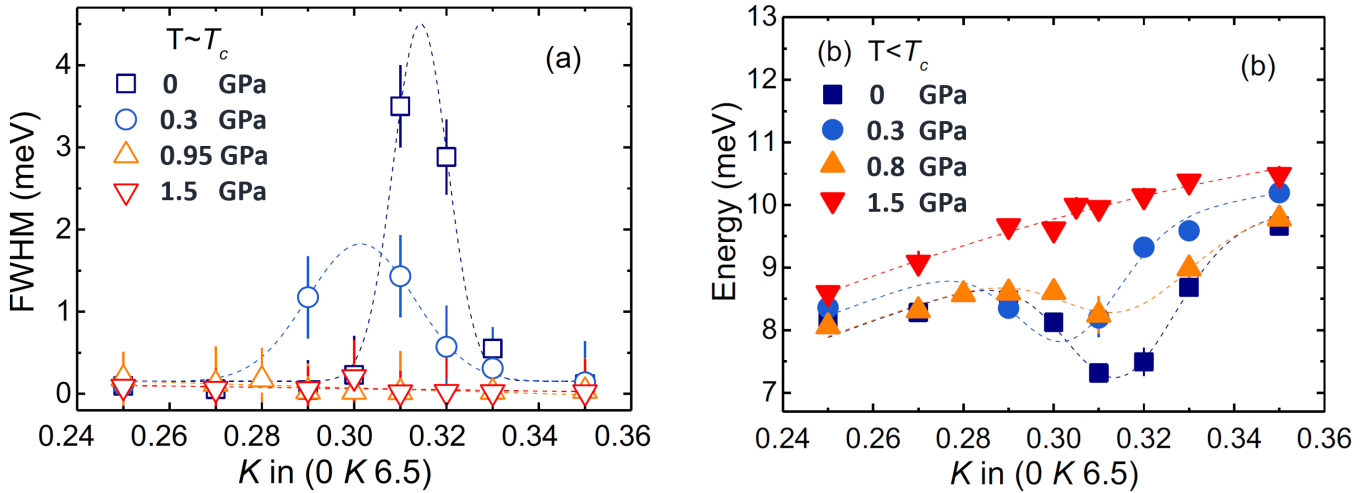 (a)
T~Tc
0 GPa
0.3 GPa
0.95 GPa
1.5 GPa
FWHM (meV)
4
3
2
1
0
0.24 0.26 0.28 0.30 0.32 0.34 0.36
K in (0 K 6.5)
(b) T<Tc (b)
0 GPa
0.3 GPa
0.8 GPa
1.5 GPa
Energy (meV)
13
12
11
10
9
8
7
0.24 0.26 0.28 0.30 0.32 0.34 0.36
K in (0 K 6.5)